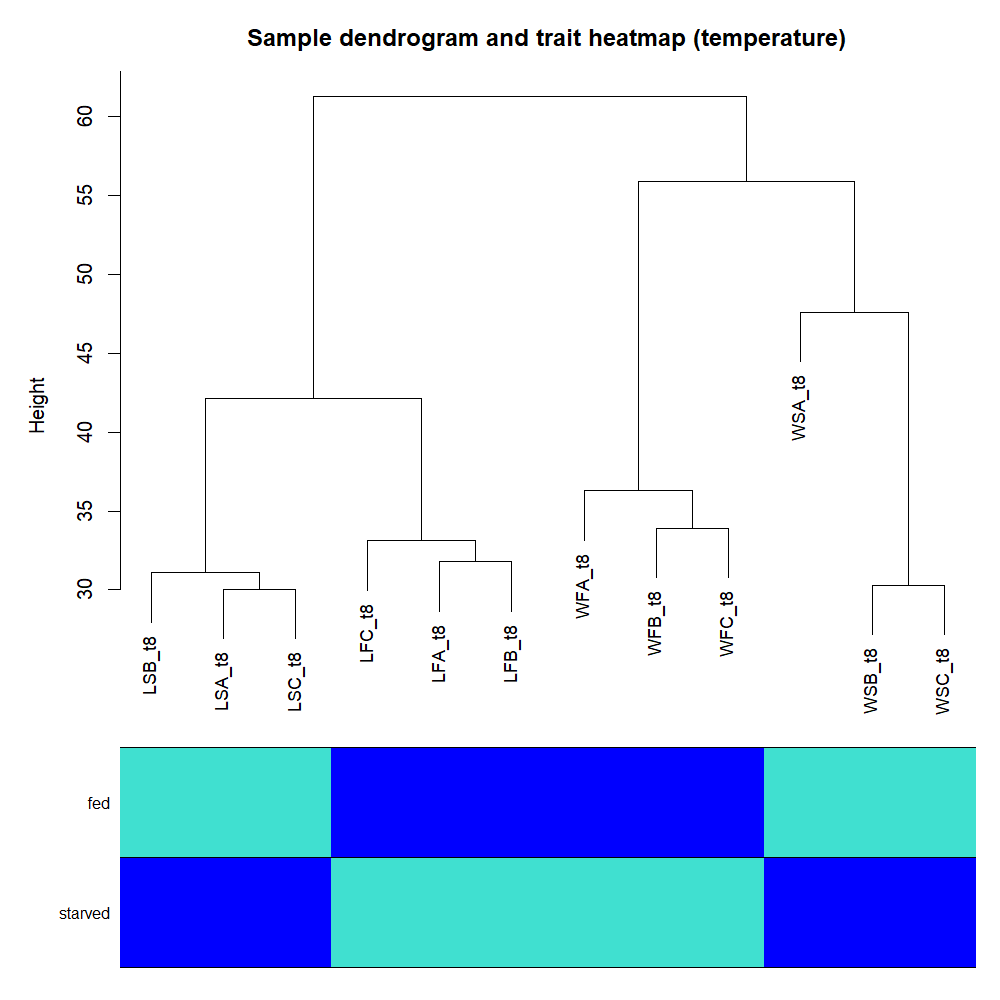 Sample dendrogram and trait heatmap (temperature)
Height
60
55
50
45
40
35
30
LSB_t8
LSA_t8
LSC_t8
LFC_t8
LFA_t8
LFB_t8
WFA_t8
WFB_t8
WFC_t8
WSA_t8
WSB_t8
WSC_t8
fed
starved